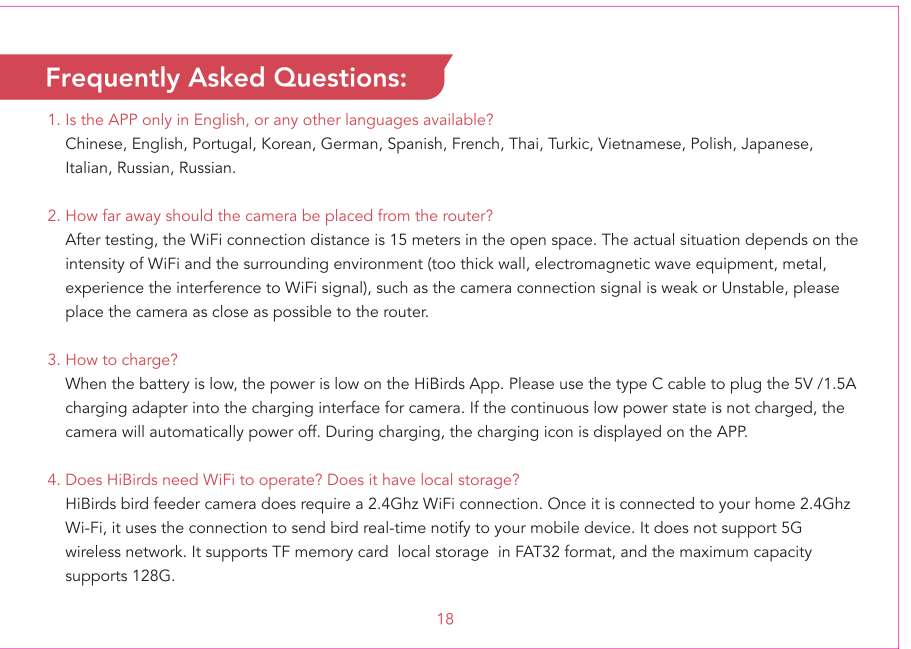 Frequently Asked Questions:
1. Is the APP only in English, or any other languages available?
Chinese, English, Portugal, Korean, German, Spanish, French, Thai, Turkic, Vietnamese, Polish, Japanese,
Italian, Russian, Russian.
2. How far away should the camera be placed from the router?
After testing, the WiFi connection distance is 15 meters in the open space. The actual situation depends on the
intensity of WiFi and the surrounding environment (too thick wall, electromagnetic wave equipment, metal,
experience the interference to WiFi signal), such as the camera connection signal is weak or Unstable, please
place the camera as close as possible to the router.
3. How to charge?
When the battery is low, the power is low on the HiBirds App. Please use the type C cable to plug the 5V /1.5A
charging adapter into the charging interface for camera. If the continuous low power state is not charged, the
camera will automatically power off. During charging, the charging icon is displayed on the APP.
4. Does HiBirds need WiFi to operate? Does it have local storage?
HiBirds bird feeder camera does require a 2.4Ghz WiFi connection. Once it is connected to your home 2.4Ghz
Wi-Fi, it uses the connection to send bird real-time notify to your mobile device. It does not support 5G
wireless network. It supports TF memory card  local storage  in FAT32 format, and the maximum capacity
supports 128G.
18